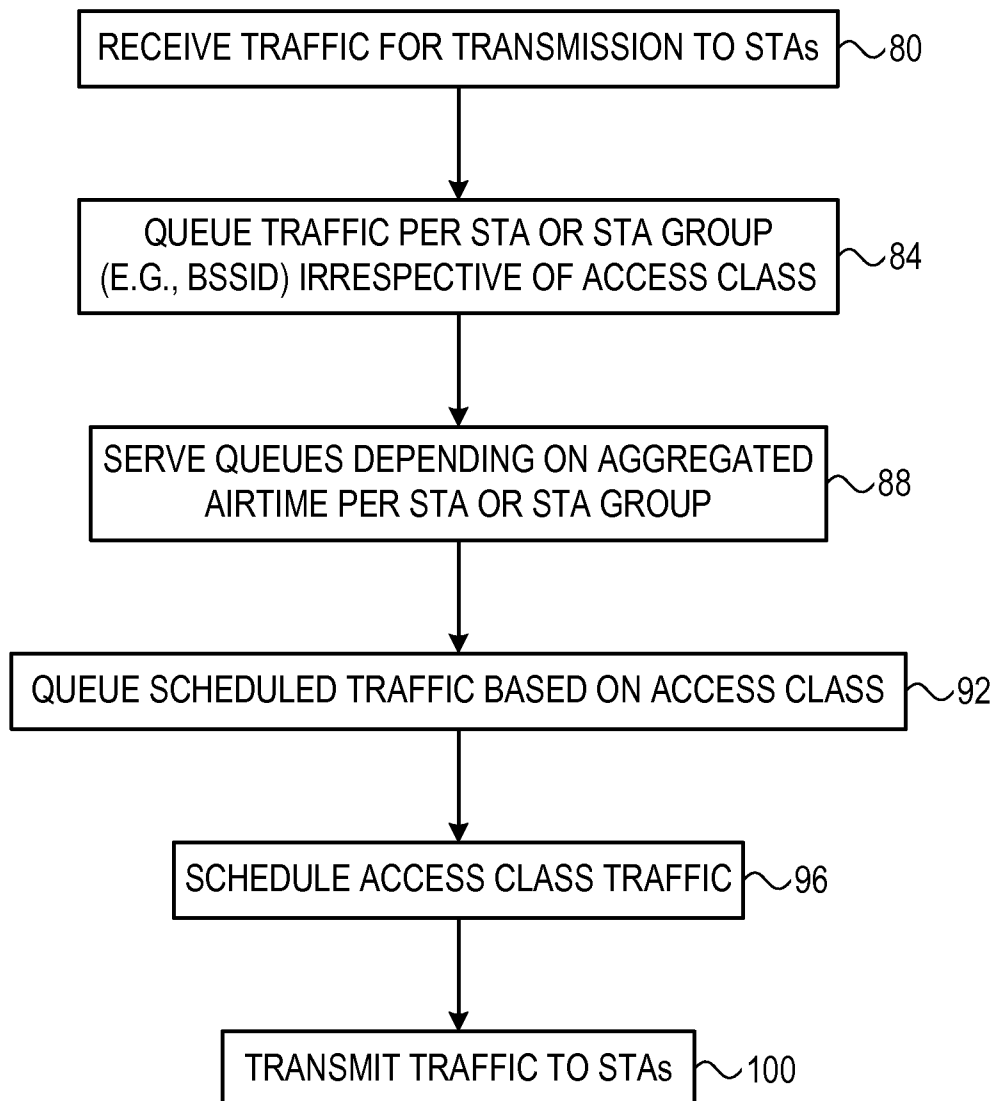 RECEIVE TRAFFIC FOR TRANSMISSION TO STAs
80
QUEUE TRAFFIC PER STA OR STA GROUP
(E.G., BSSID) IRRESPECTIVE OF ACCESS CLASS
84
SERVE QUEUES DEPENDING ON AGGREGATED
AIRTIME PER STA OR STA GROUP
88
QUEUE SCHEDULED TRAFFIC BASED ON ACCESS CLASS
92
SCHEDULE ACCESS CLASS TRAFFIC
96
TRANSMIT TRAFFIC TO STAs
100